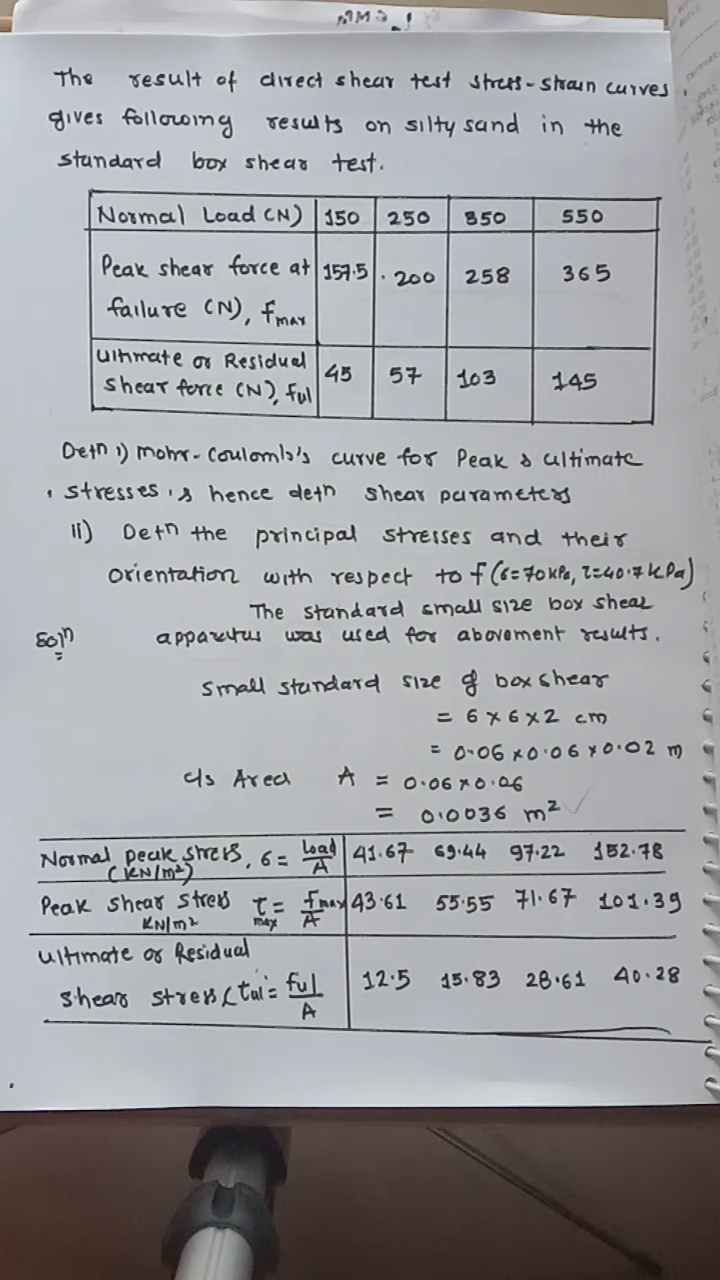 The result of direct shear test stress-strain curves
gives following results on silty sand in the
standard box shear test.
Normal Load (N) 150 250 350 550
Peak shear force at 157.5 200 258 365
failure (N), Fmax
Ultimate or Residual
shear force (N), Ful 45 57 103 145
Detn i) mohr-Coulomb's curve for Peak & ultimate
stresses & hence detn shear parameters
ii) Detn the principal stresses and their
orientation with respect to f (σ=70 kPa, τ=40.7 kPa)
The standard small size box shear
Soln apparatus was used for abovement results.
small standard size of box shear
= 6 × 6 × 2 cm
= 0.06 × 0.06 × 0.02 m
c/s Area A = 0.06 × 0.06
= 0.0036 m²
Normal peak stress, σ = Load/A 41.67 69.44 97.22 152.78
(KN/m²)
Peak shear stress τmax = Fmax/A 43.61 55.55 71.67 101.39
KN/m²
ultimate or Residual
shear stress (tul = ful/A 12.5 15.83 28.61 40.28